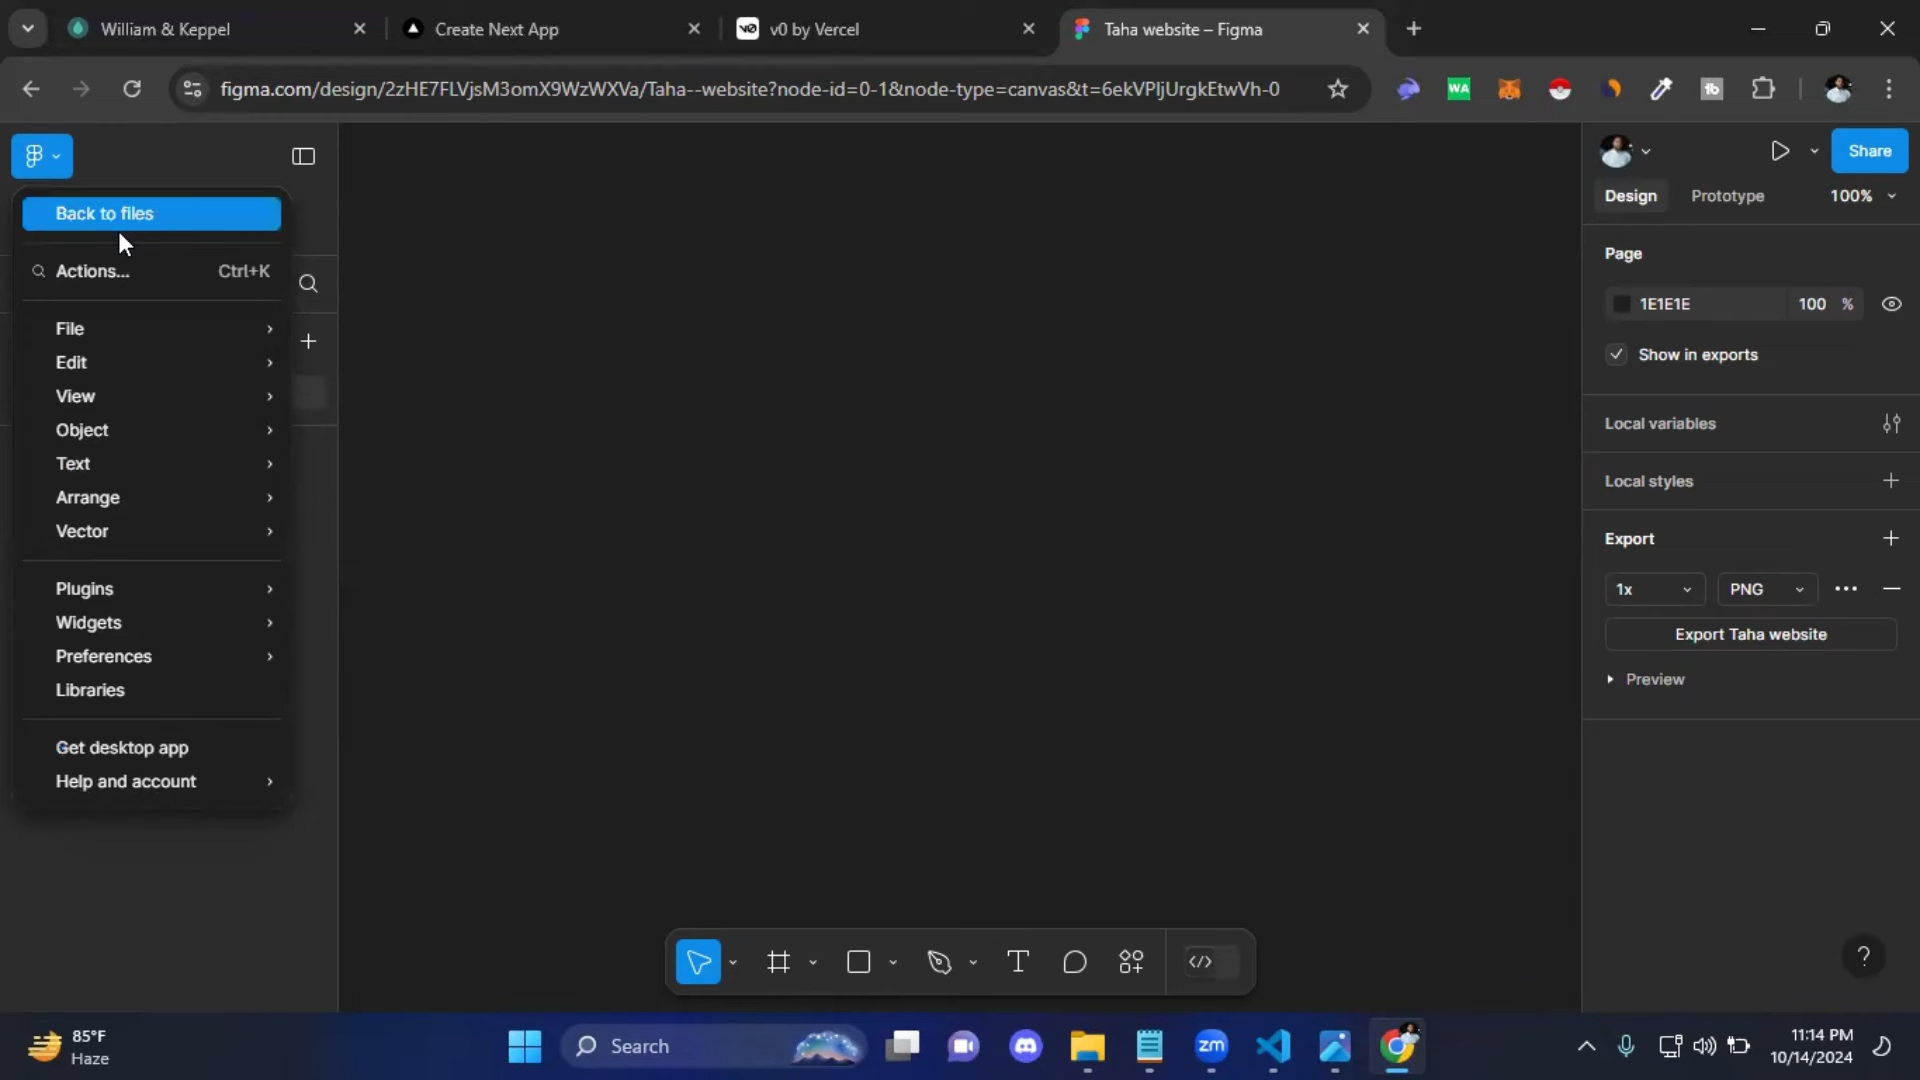 William & Keppel
Create Next App
v0 by Vercel
Taha website – Figma
figma.com/design/2zHE7FLVjsM3omX9WzWXVa/Taha--website?node-id=0-1&node-type=canvas&t=6ekVPljUrgkEtwVh-0
WA
Share
Back to files
Design
Prototype
100%
Actions...
Ctrl+K
Page
1E1E1E
100
%
Show in exports
File
Edit
View
Object
Text
Arrange
Vector
Local variables
Local styles
Export
1x
PNG
Export Taha website
Preview
Plugins
Widgets
Preferences
Libraries
Get desktop app
Help and account
?
85°F
Haze
Search
zm
11:14 PM
10/14/2024